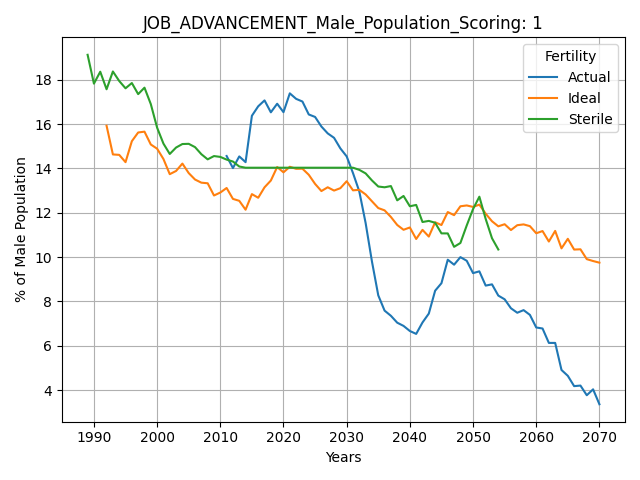 JOB_ADVANCEMENT_Male_Population_Scoring: 1
Fertility
Actual
Ideal
Sterile
% of Male Population
18
16
14
12
10
8
6
4
1990 2000 2010 2020 2030 2040 2050 2060 2070
Years